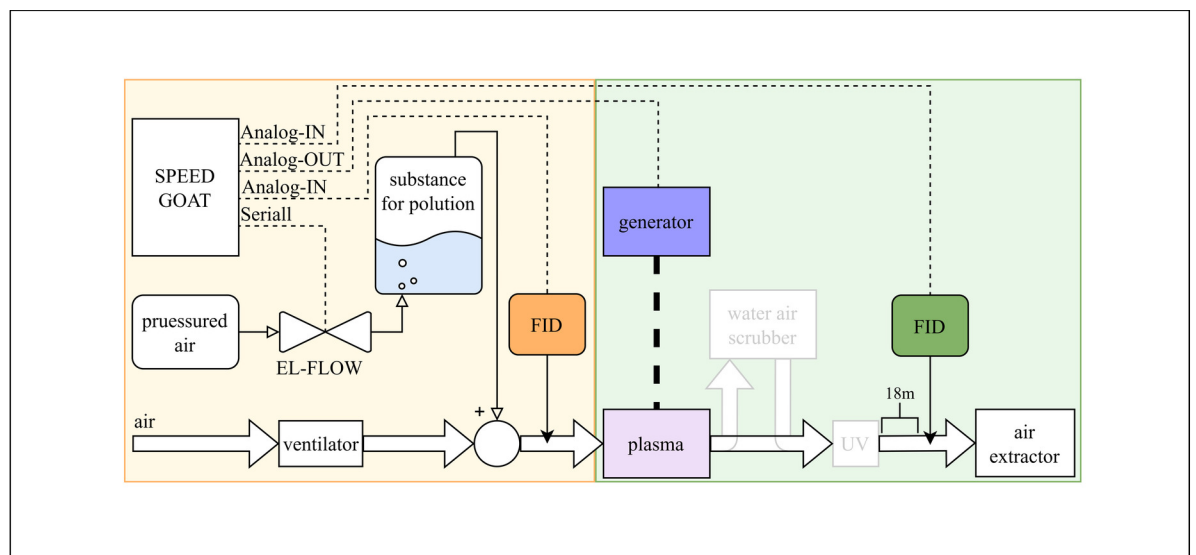 SPEED
GOAT
Analog-IN
Analog-OUT
Analog-IN
Seriall
substance
for polution
generator
pruessured
air
EL-FLOW
FID
water air
scrubber
FID
18m
air
ventilator
+
plasma
UV
air
extractor